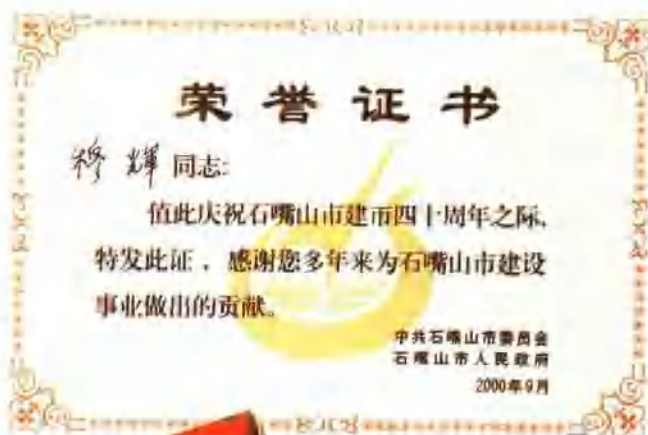 荣誉证书
穆辉同志:
值此庆祝石嘴山市建市四十周年之际,
特发此证,感谢您多年来为石嘴山市建设
事业做出的贡献。
中共石嘴山市委员会
石嘴山市人民政府
2000年9月